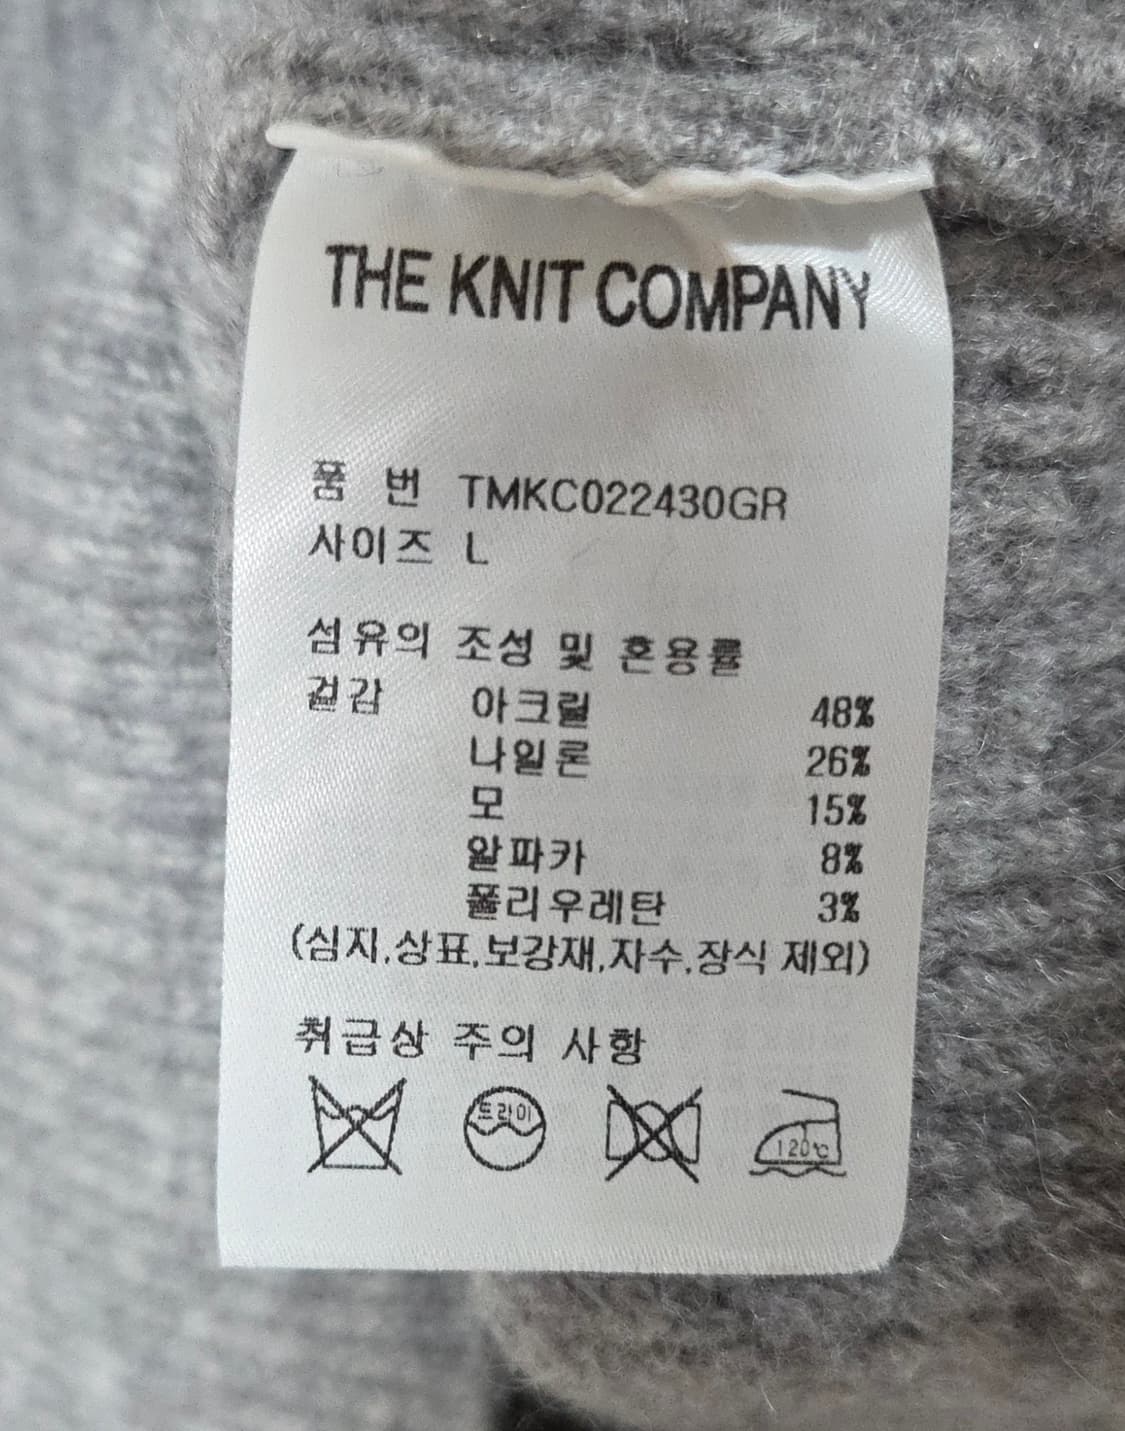 THE KNIT COMPANY
품 번 TMKC022430GR
사이즈 L
섬유의 조성 및 혼용률
겉감 아크릴 48%
나일론 26%
모 15%
알파카 8%
폴리우레탄 3%
(심지,상표,보강재,자수,장식 제외)
취급상 주의 사항
드라이
120℃